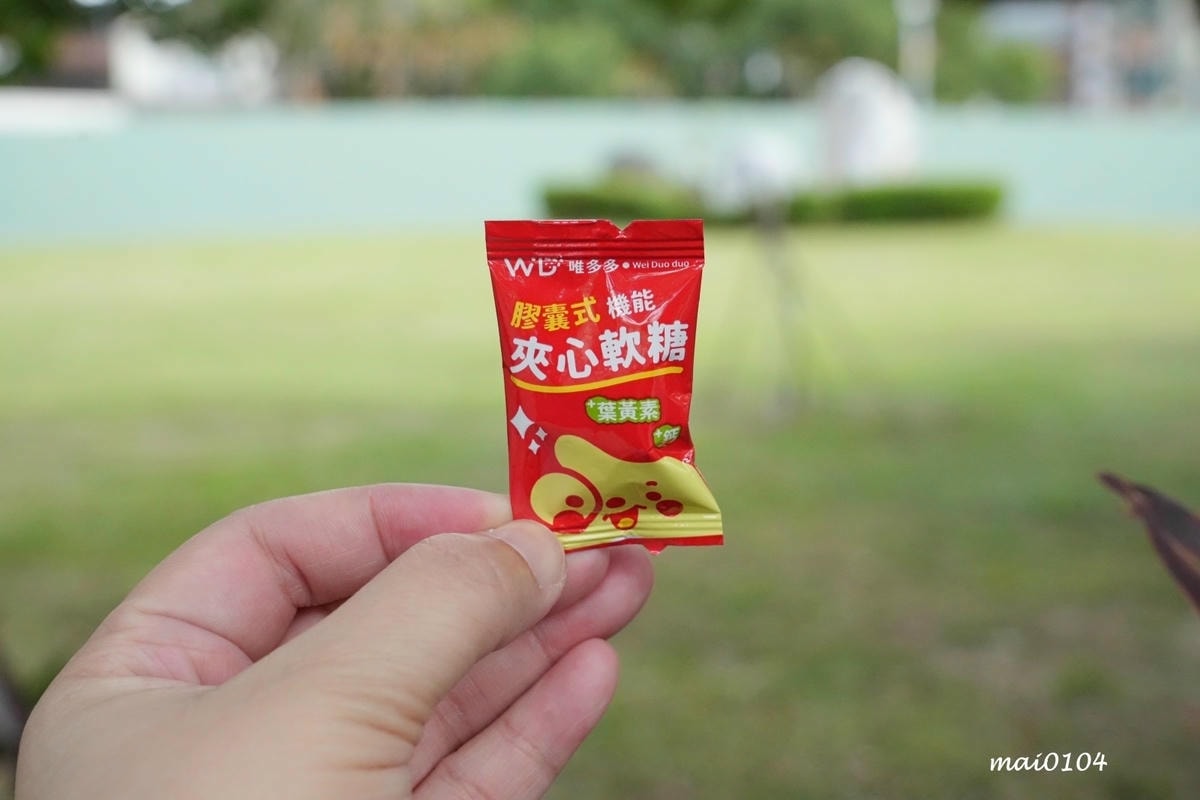 WD 唯多多 • Wei Duo duo
膠囊式 機能
夾心軟糖
+葉黃素
+鈣
mai0104